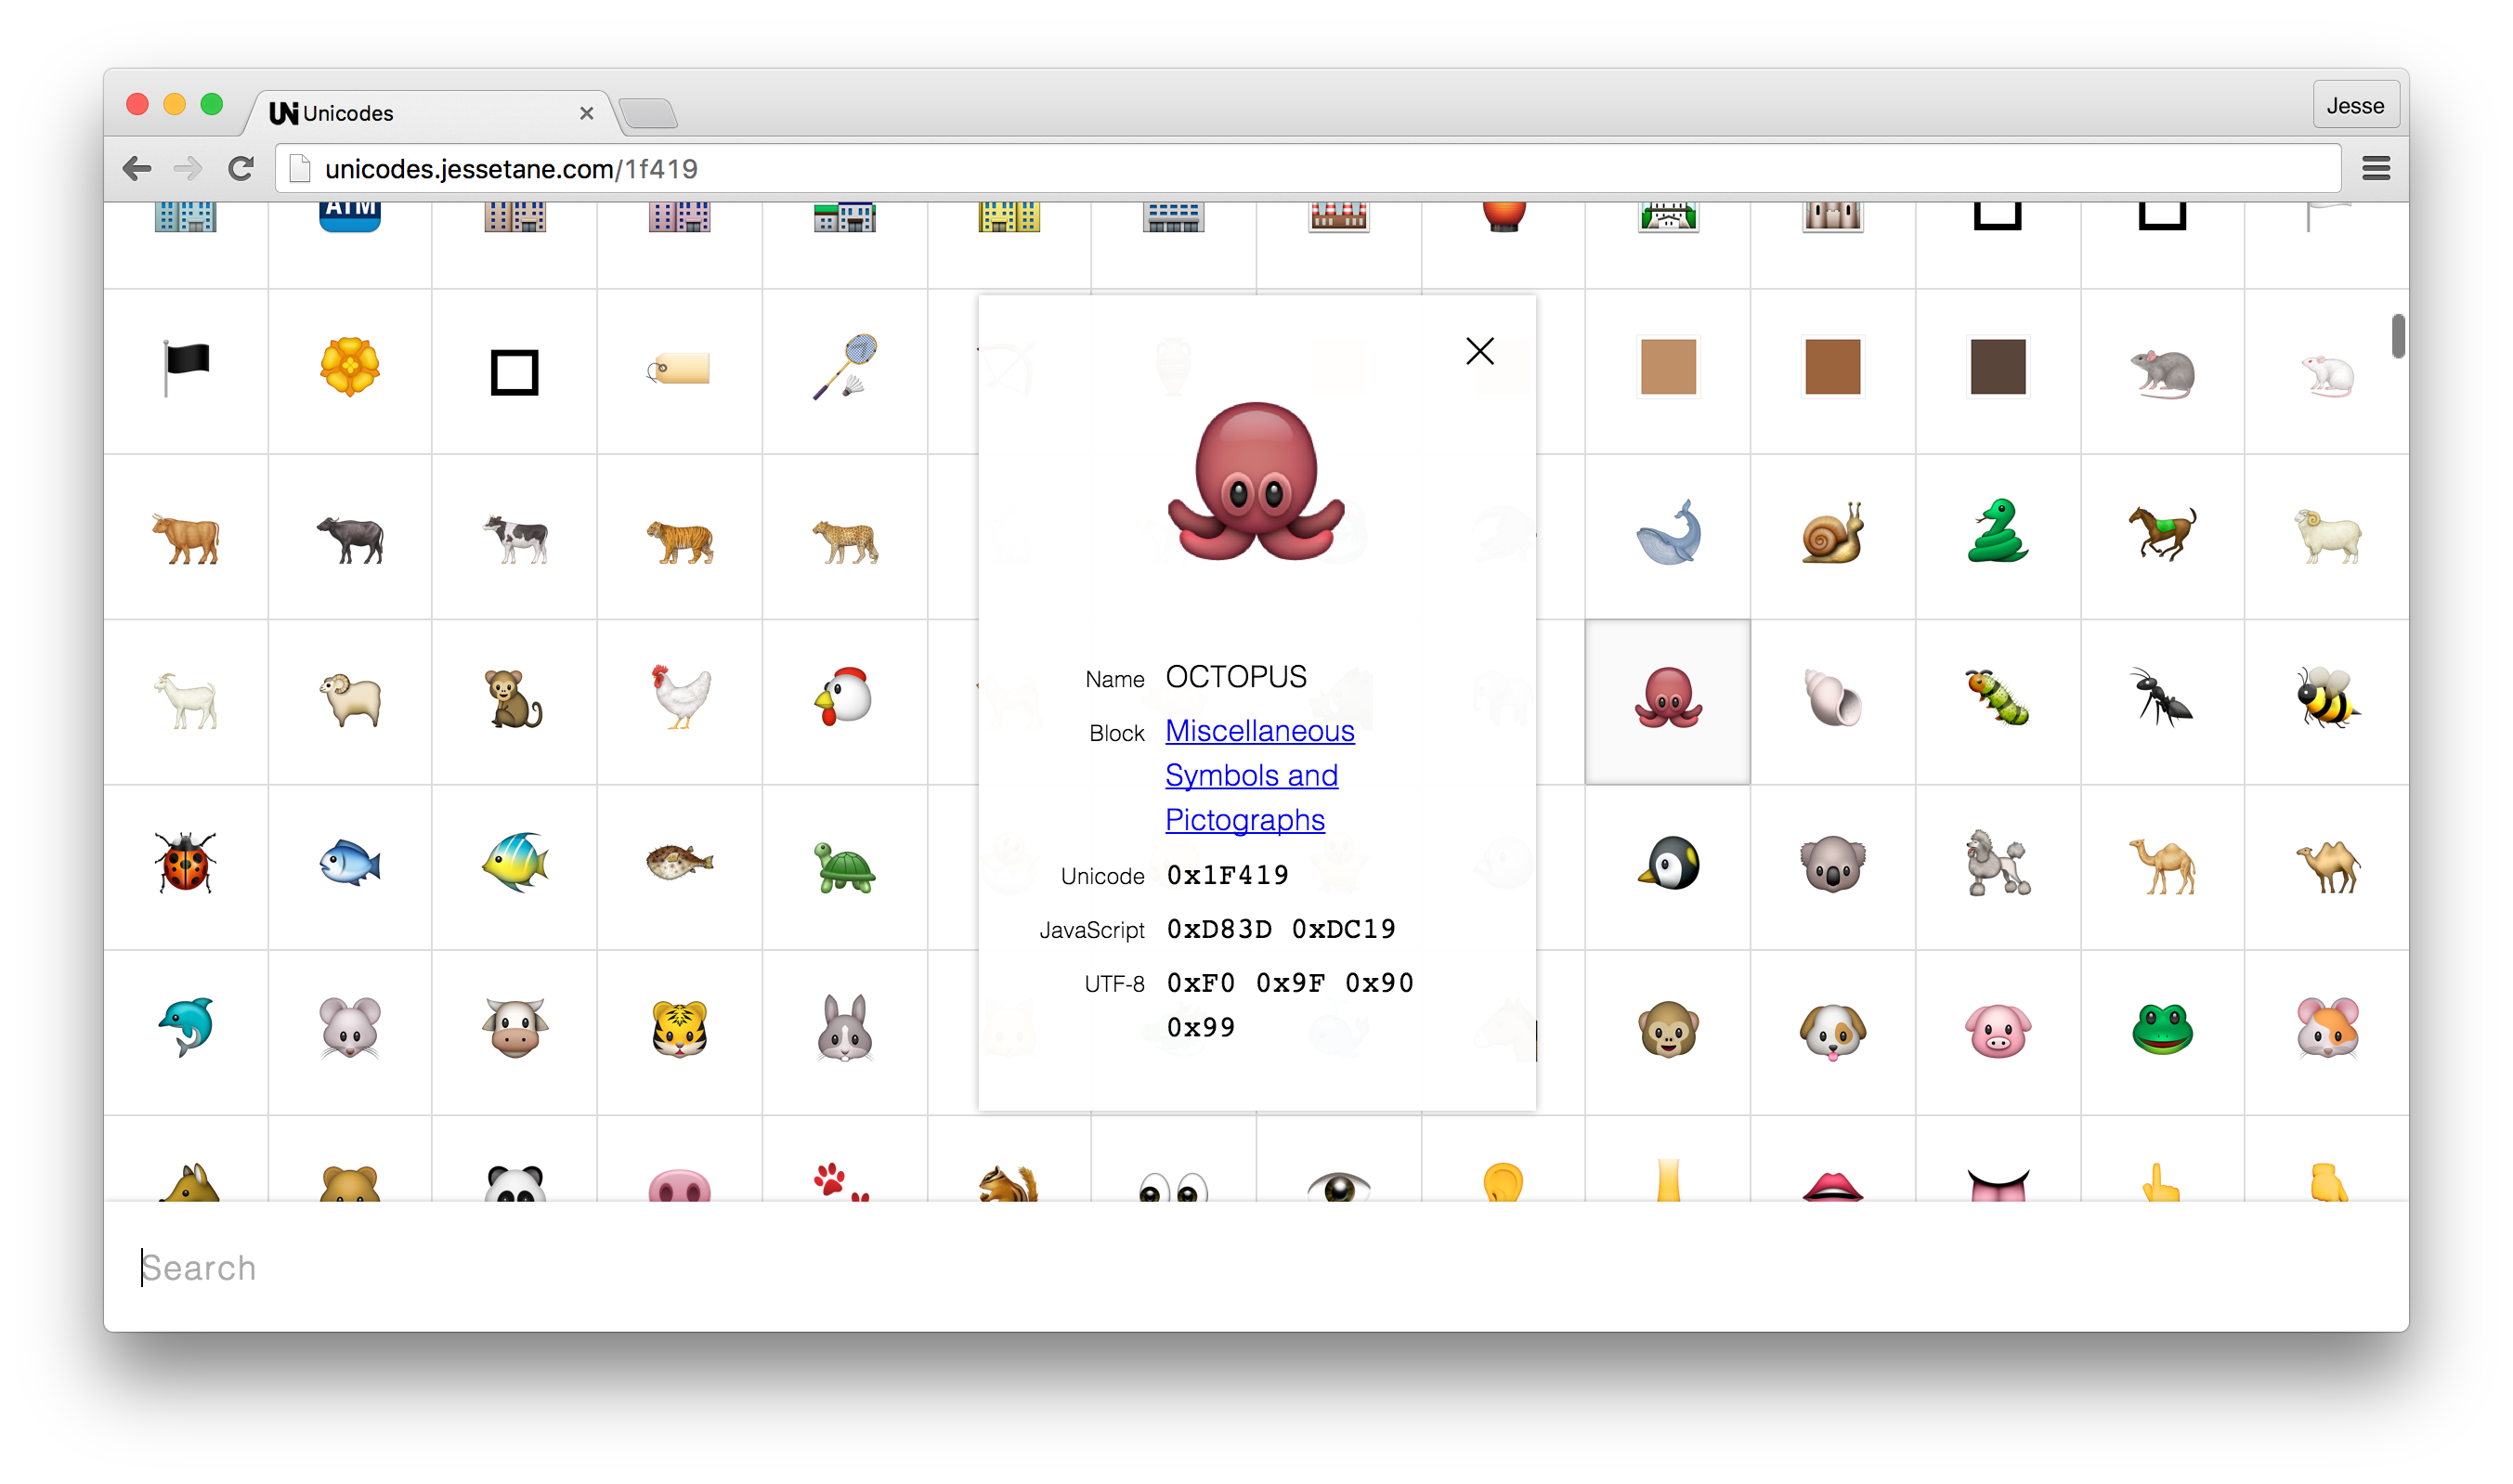 UNi Unicodes
Jesse
unicodes.jessetane.com/1f419
ATM
Name OCTOPUS
Block Miscellaneous
Symbols and
Pictographs
Unicode 0x1F419
JavaScript 0xD83D 0xDC19
UTF-8 0xF0 0x9F 0x90
0x99
Search